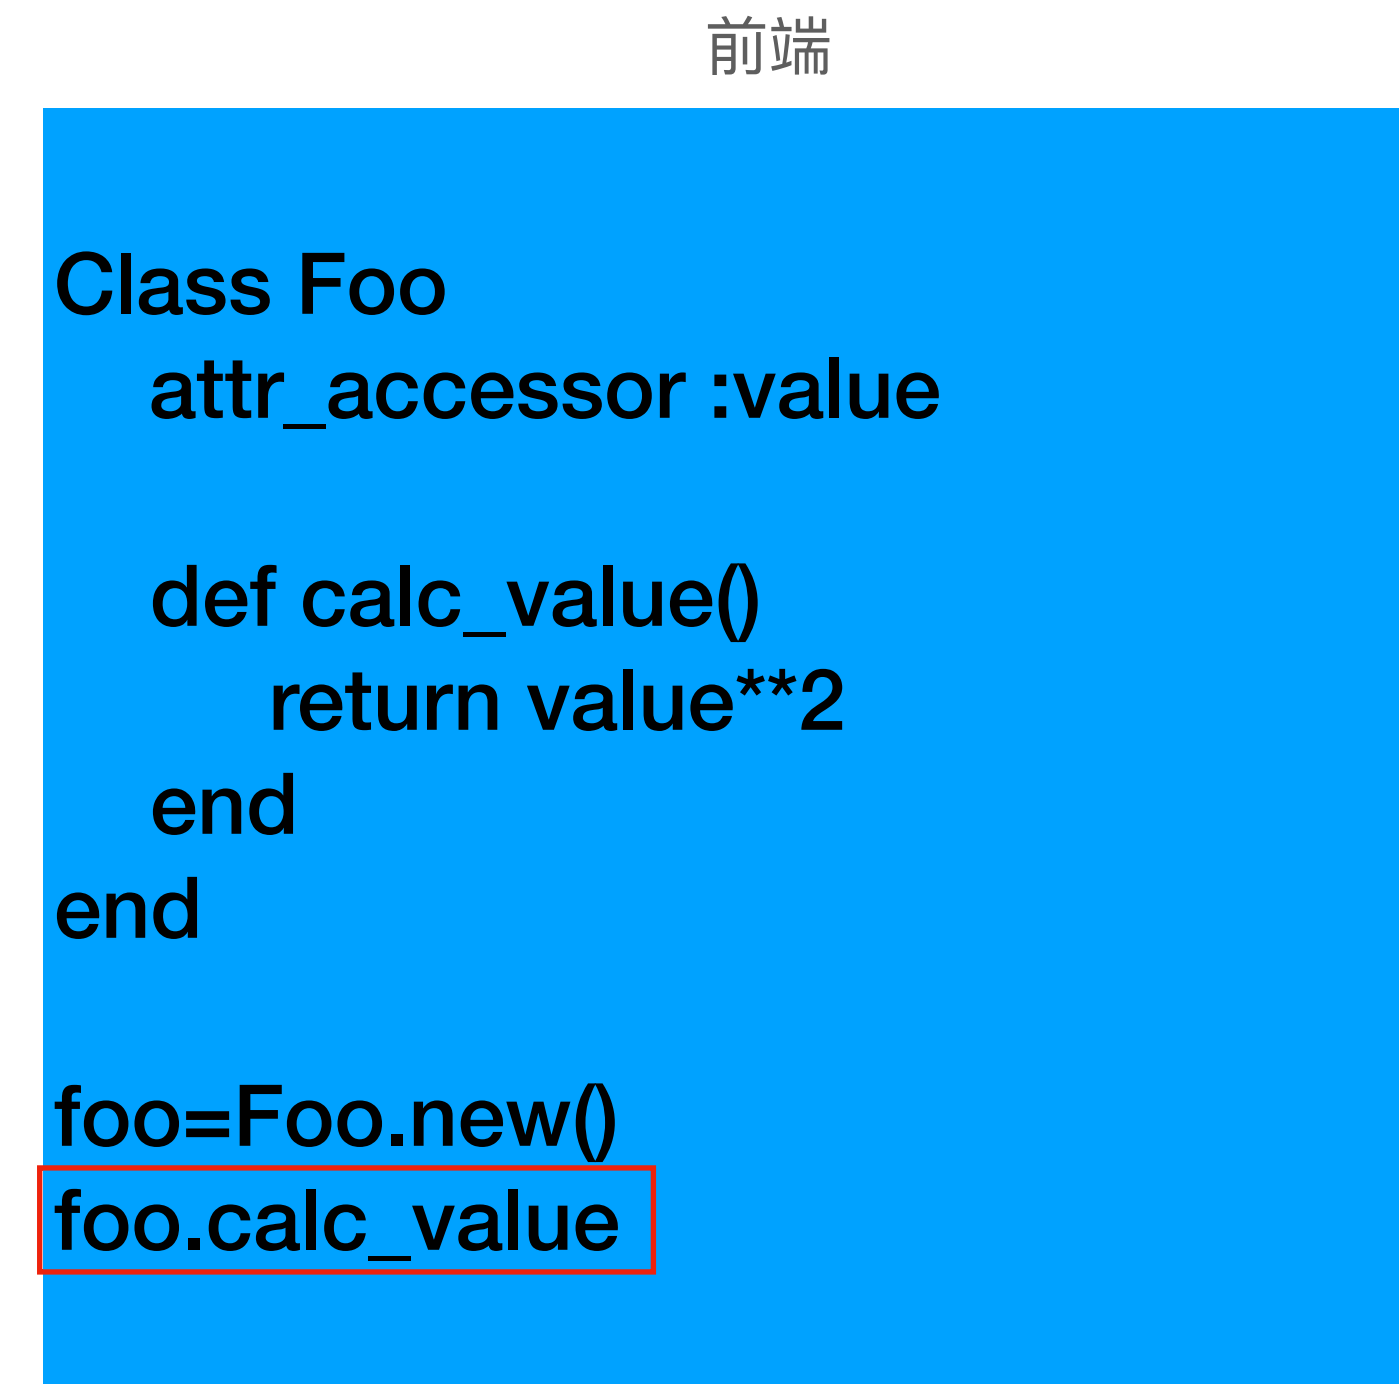 前端
Class Foo
attr_accessor :value
def calc_value()
return value**2
end
end
foo=Foo.new()
foo.calc_value